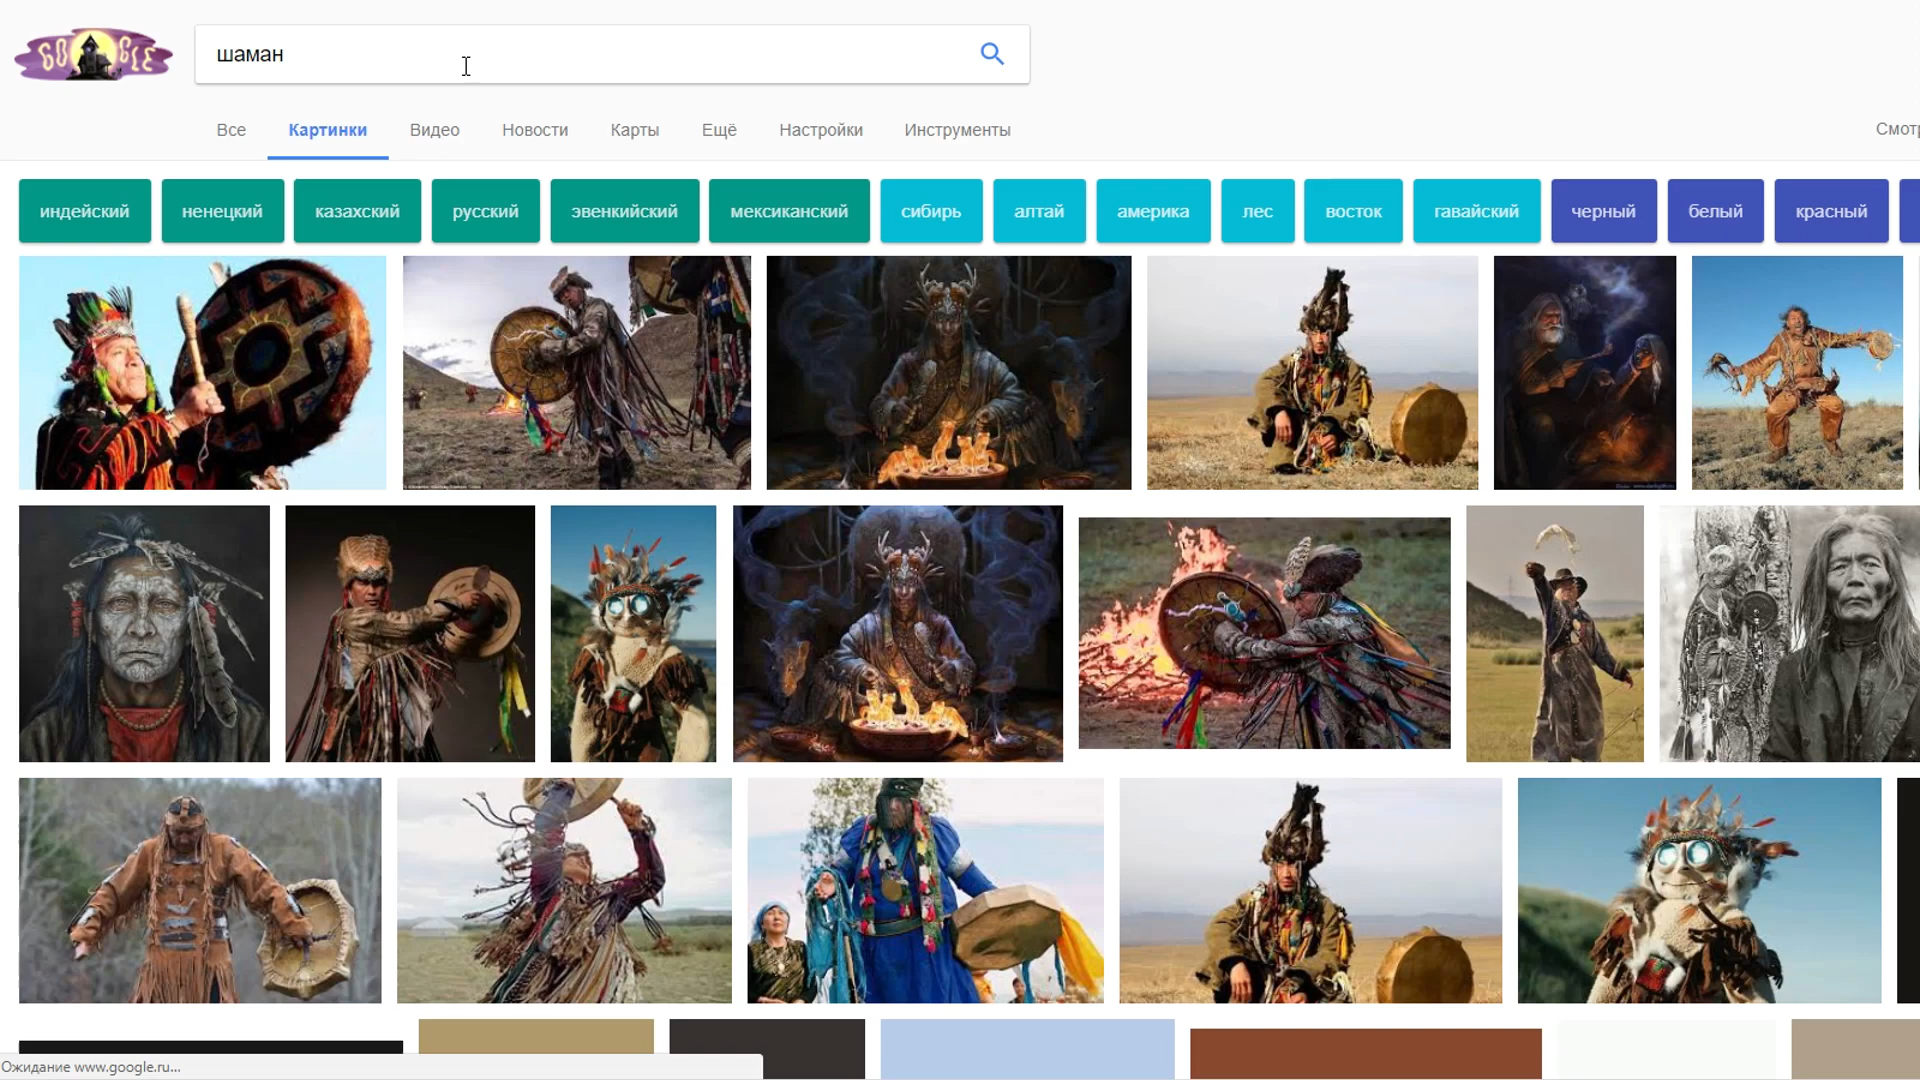 GOOGLE
шаман
Все Картинки Видео Новости Карты Ещё Настройки Инструменты
индейский ненецкий казахский русский эвенкийский мексиканский сибирь алтай америка лес восток гавайский черный белый красный
Ожидание www.google.ru...